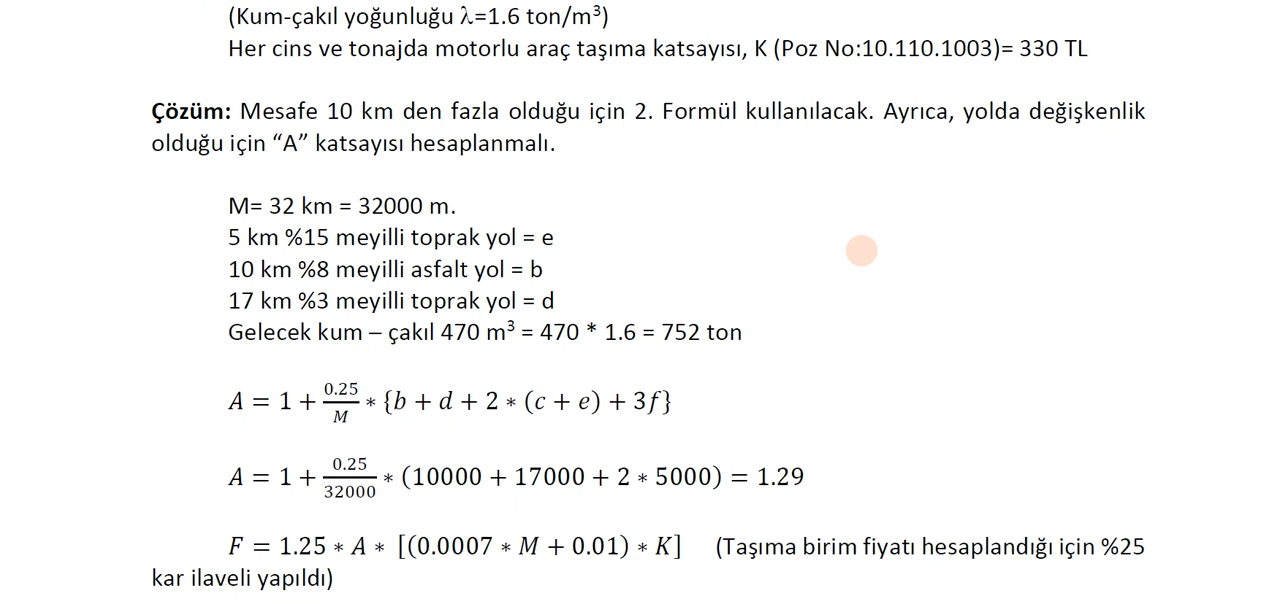 (Kum-çakıl yoğunluğu λ=1.6 ton/m³)
Her cins ve tonajda motorlu araç taşıma katsayısı, K (Poz No:10.110.1003)= 330 TL
Çözüm: Mesafe 10 km den fazla olduğu için 2. Formül kullanılacak. Ayrıca, yolda değişkenlik
olduğu için “A” katsayısı hesaplanmalı.
M= 32 km = 32000 m.
5 km %15 meyilli toprak yol = e
10 km %8 meyilli asfalt yol = b
17 km %3 meyilli toprak yol = d
Gelecek kum – çakıl 470 m³ = 470 * 1.6 = 752 ton
A = 1 + 0.25/M * {b + d + 2 * (c + e) + 3f}
A = 1 + 0.25/32000 * (10000 + 17000 + 2 * 5000) = 1.29
F = 1.25 * A * [(0.0007 * M + 0.01) * K] (Taşıma birim fiyatı hesaplandığı için %25
kar ilaveli yapıldı)